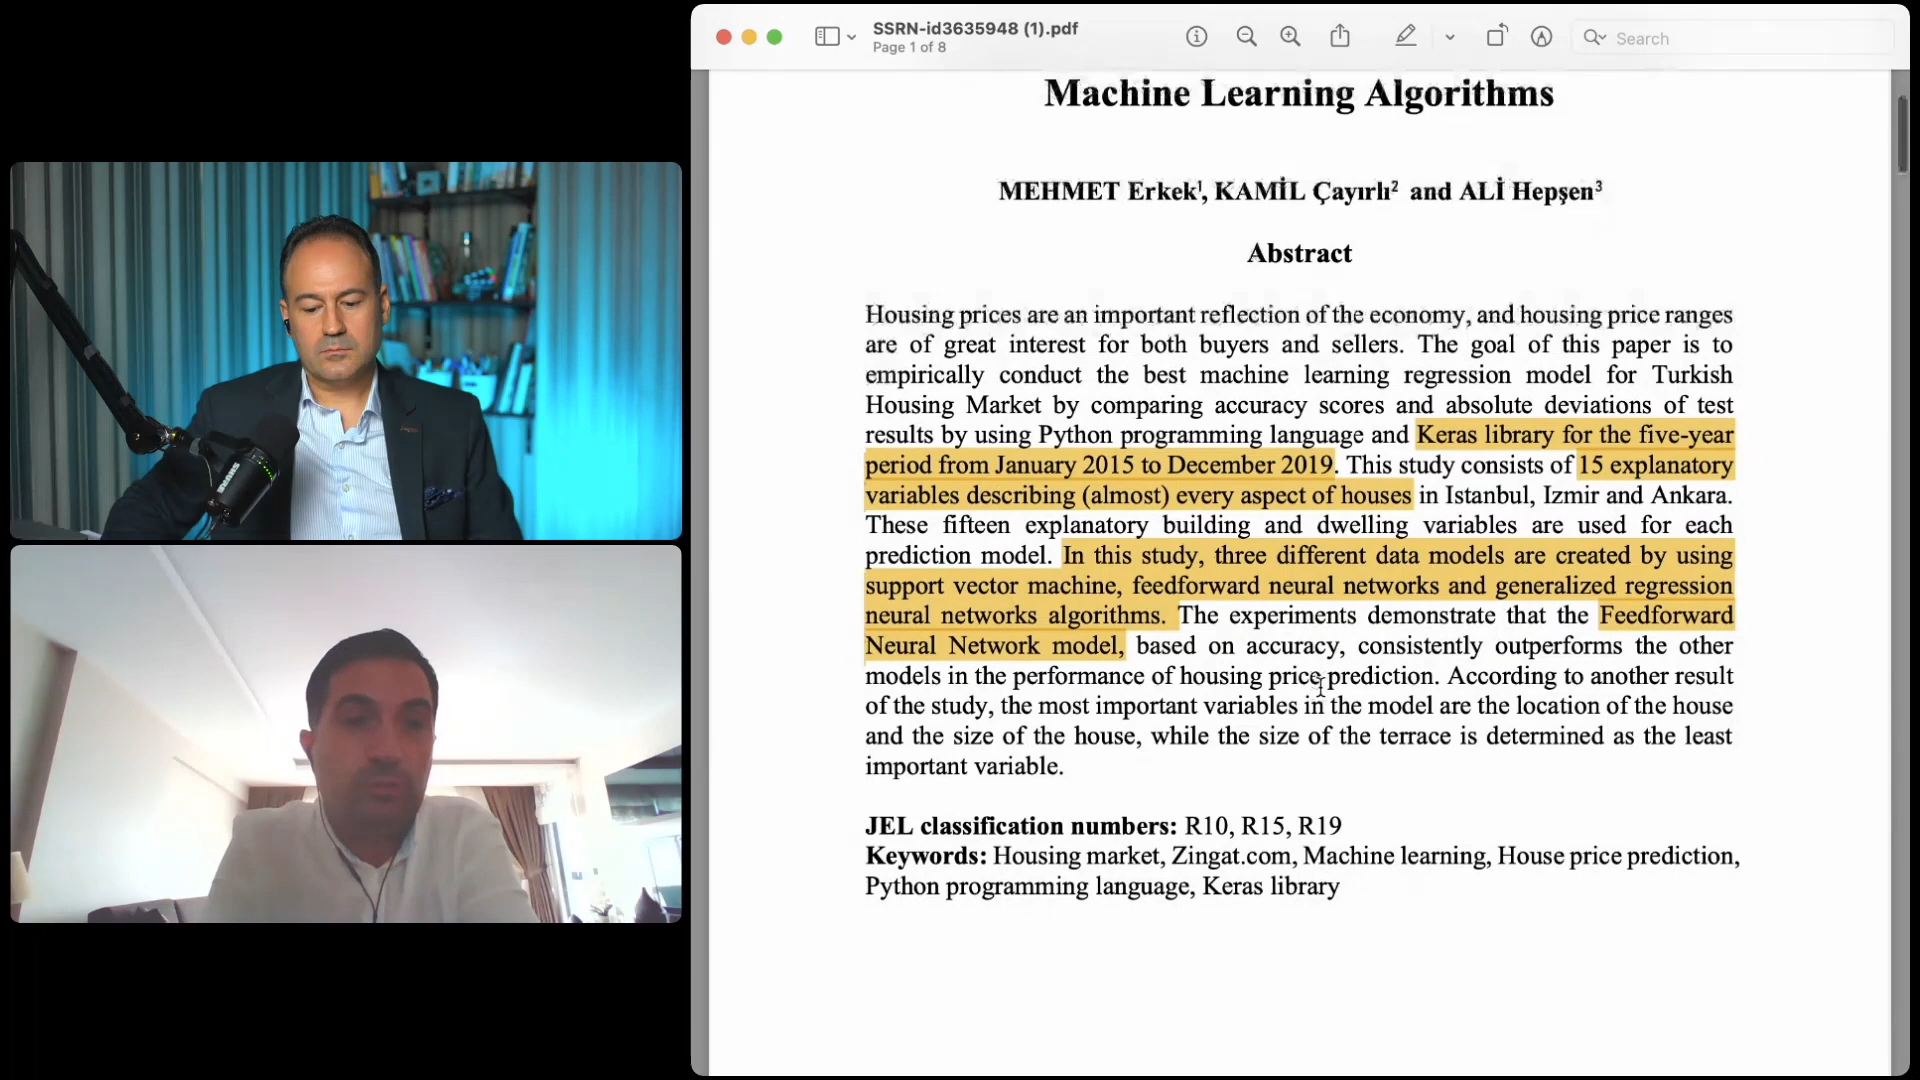 SSRN-id3635948 (1).pdf
Page 1 of 8
Search
Machine Learning Algorithms
MEHMET Erkek¹, KAMİL Çayırlı² and ALİ Hepşen³
Abstract
Housing prices are an important reflection of the economy, and housing price ranges
are of great interest for both buyers and sellers. The goal of this paper is to
empirically conduct the best machine learning regression model for Turkish
Housing Market by comparing accuracy scores and absolute deviations of test
results by using Python programming language and Keras library for the five-year
period from January 2015 to December 2019. This study consists of 15 explanatory
variables describing (almost) every aspect of houses in Istanbul, Izmir and Ankara.
These fifteen explanatory building and dwelling variables are used for each
prediction model. In this study, three different data models are created by using
support vector machine, feedforward neural networks and generalized regression
neural networks algorithms. The experiments demonstrate that the Feedforward
Neural Network model, based on accuracy, consistently outperforms the other
models in the performance of housing price prediction. According to another result
of the study, the most important variables in the model are the location of the house
and the size of the house, while the size of the terrace is determined as the least
important variable.
JEL classification numbers: R10, R15, R19
Keywords: Housing market, Zingat.com, Machine learning, House price prediction,
Python programming language, Keras library
SHURE